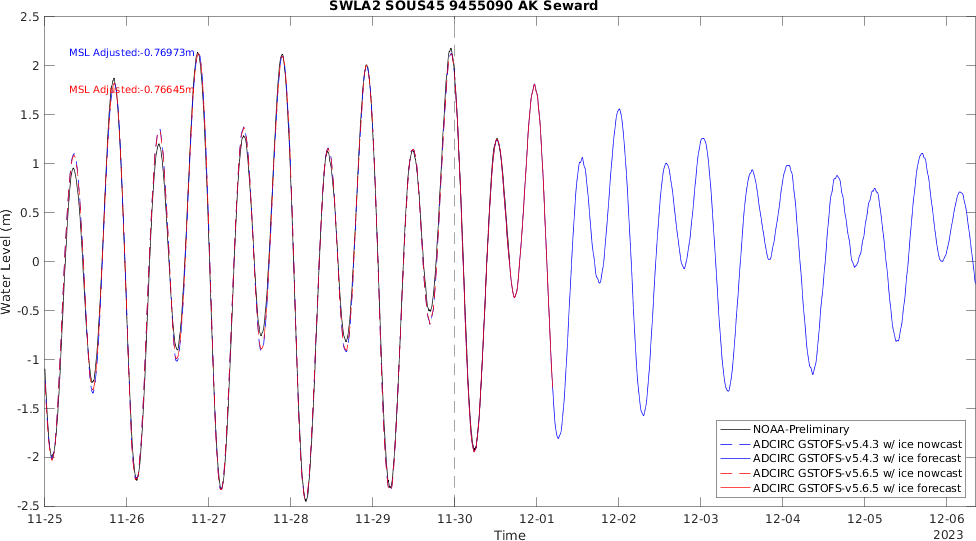 SWLA2 SOUS45 9455090 AK Seward
MSL Adjusted:-0.76973m
MSL Adjusted:-0.76645m
Water Level (m)
2.5
2
1.5
1
0.5
0
-0.5
-1
-1.5
-2
-2.5
NOAA-Preliminary
ADCIRC GSTOFS-v5.4.3 w/ ice nowcast
ADCIRC GSTOFS-v5.4.3 w/ ice forecast
ADCIRC GSTOFS-v5.6.5 w/ ice nowcast
ADCIRC GSTOFS-v5.6.5 w/ ice forecast
11-25 11-26 11-27 11-28 11-29 11-30 12-01 12-02 12-03 12-04 12-05 12-06
Time
2023